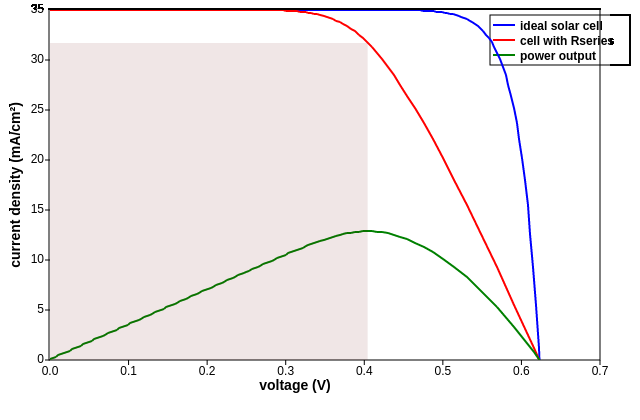 35
30
25
20
15
10
5
0
current density (mA/cm²)
ideal solar cell
cell with Rseries
power output
0.0 0.1 0.2 0.3 0.4 0.5 0.6 0.7
voltage (V)